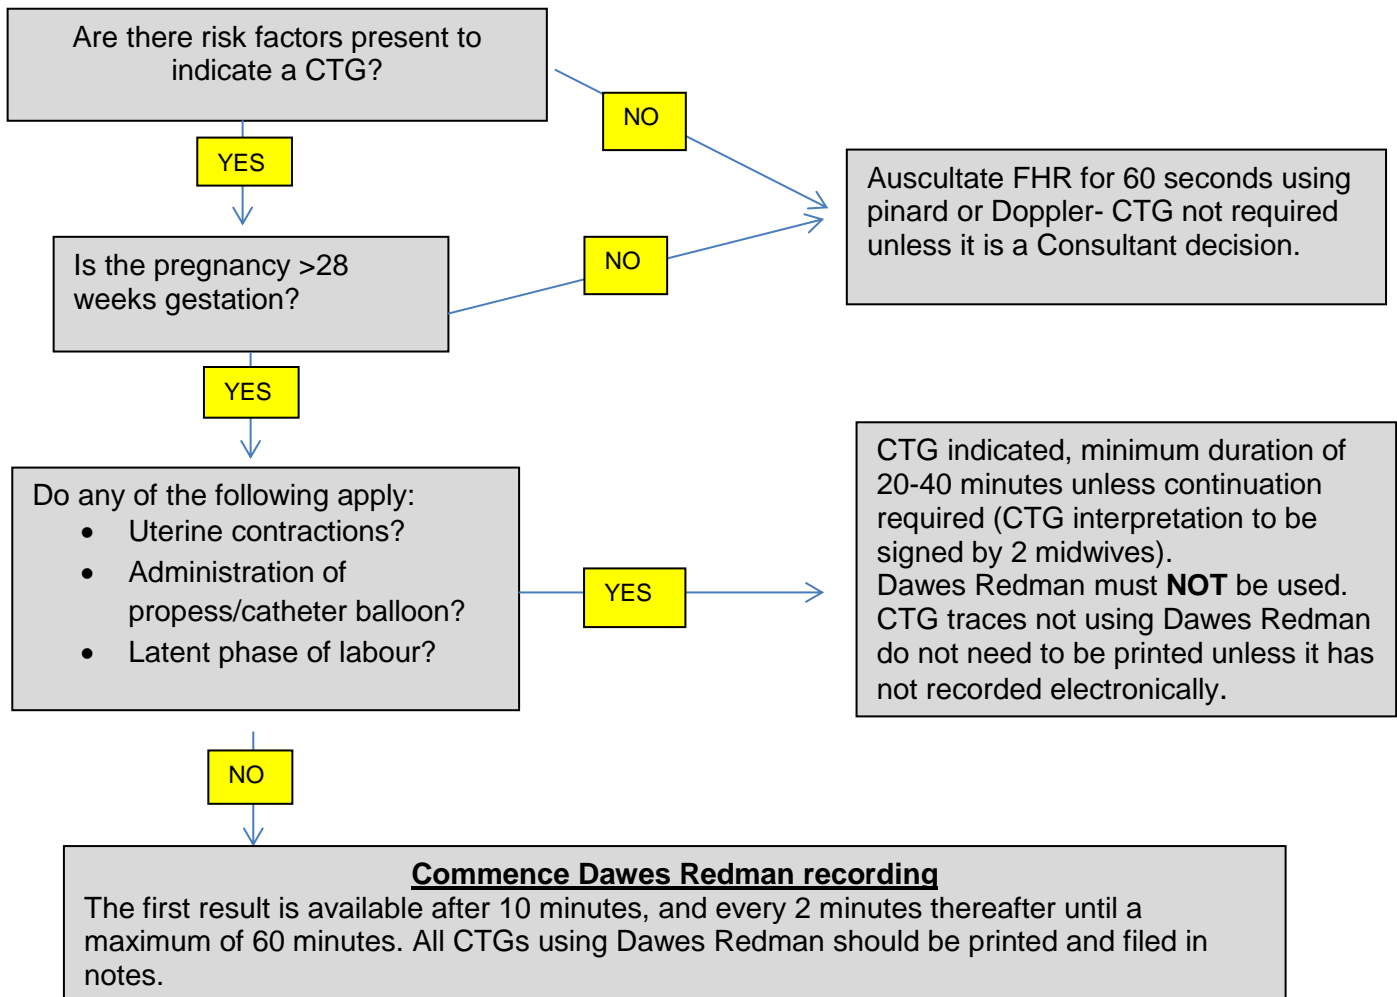 Are there risk factors present to
indicate a CTG?
NO
YES
Auscultate FHR for 60 seconds using
pinard or Doppler- CTG not required
unless it is a Consultant decision.
Is the pregnancy >28
weeks gestation?
NO
YES
Do any of the following apply:
• Uterine contractions?
• Administration of
propess/catheter balloon?
• Latent phase of labour?
YES
CTG indicated, minimum duration of
20-40 minutes unless continuation
required (CTG interpretation to be
signed by 2 midwives).
Dawes Redman must NOT be used.
CTG traces not using Dawes Redman
do not need to be printed unless it has
not recorded electronically.
NO
Commence Dawes Redman recording
The first result is available after 10 minutes, and every 2 minutes thereafter until a
maximum of 60 minutes. All CTGs using Dawes Redman should be printed and filed in
notes.